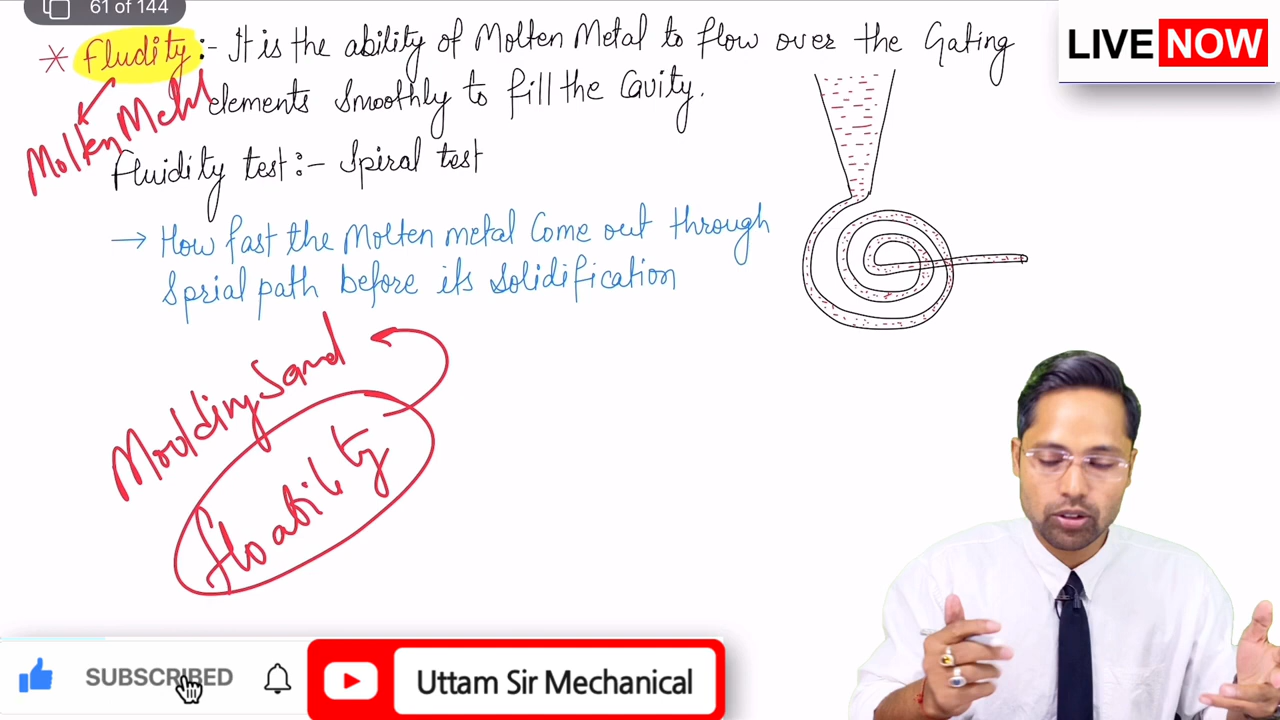 61 of 144
LIVE NOW
* fludity :- It is the ability of Molten Metal to flow over the Gating
elements smoothly to fill the Cavity.
Molten Metal
Fluidity test:- Spiral test
→ How fast the Molten metal Come out through
Sprial path before its solidification
Moulding Sand
floability
SUBSCRIBED
Uttam Sir Mechanical